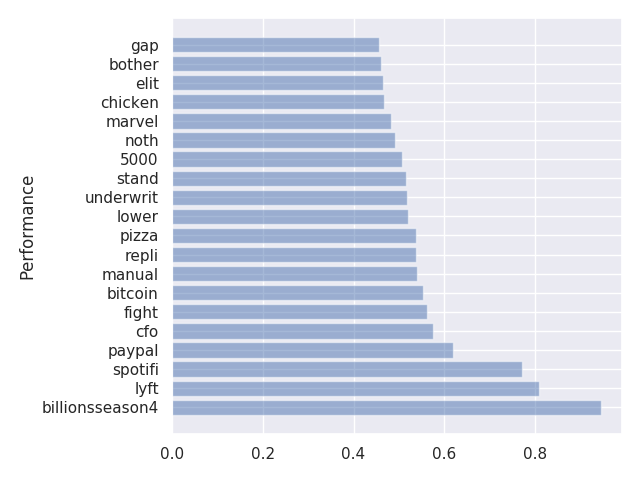 Performance
gap
bother
elit
chicken
marvel
noth
5000
stand
underwrit
lower
pizza
repli
manual
bitcoin
fight
cfo
paypal
spotifi
lyft
billionsseason4
0.0 0.2 0.4 0.6 0.8